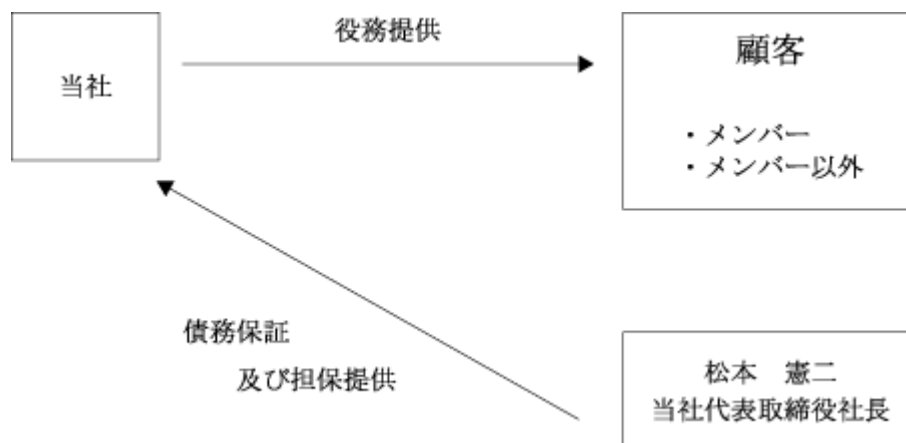 役務提供
当社
顧客
・メンバー
・メンバー以外
債務保証
及び担保提供
松本 憲二
当社代表取締役社長